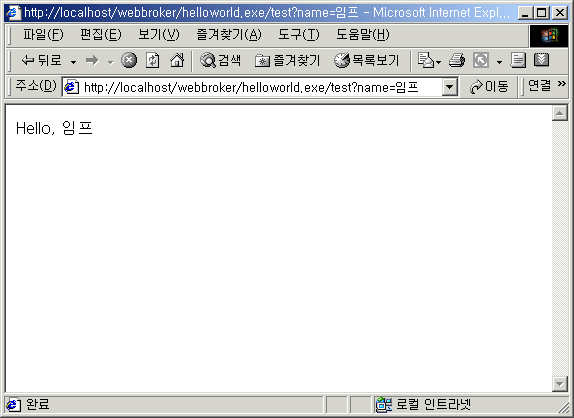 http://localhost/webbroker/helloworld.exe/test?name=임프 - Microsoft Internet Expl...
파일(F) 편집(E) 보기(V) 즐겨찾기(A) 도구(T) 도움말(H)
뒤로 검색 즐겨찾기 목록보기
주소(D) http://localhost/webbroker/helloworld.exe/test?name=임프 이동 연결 »
Hello, 임프
완료 로컬 인트라넷